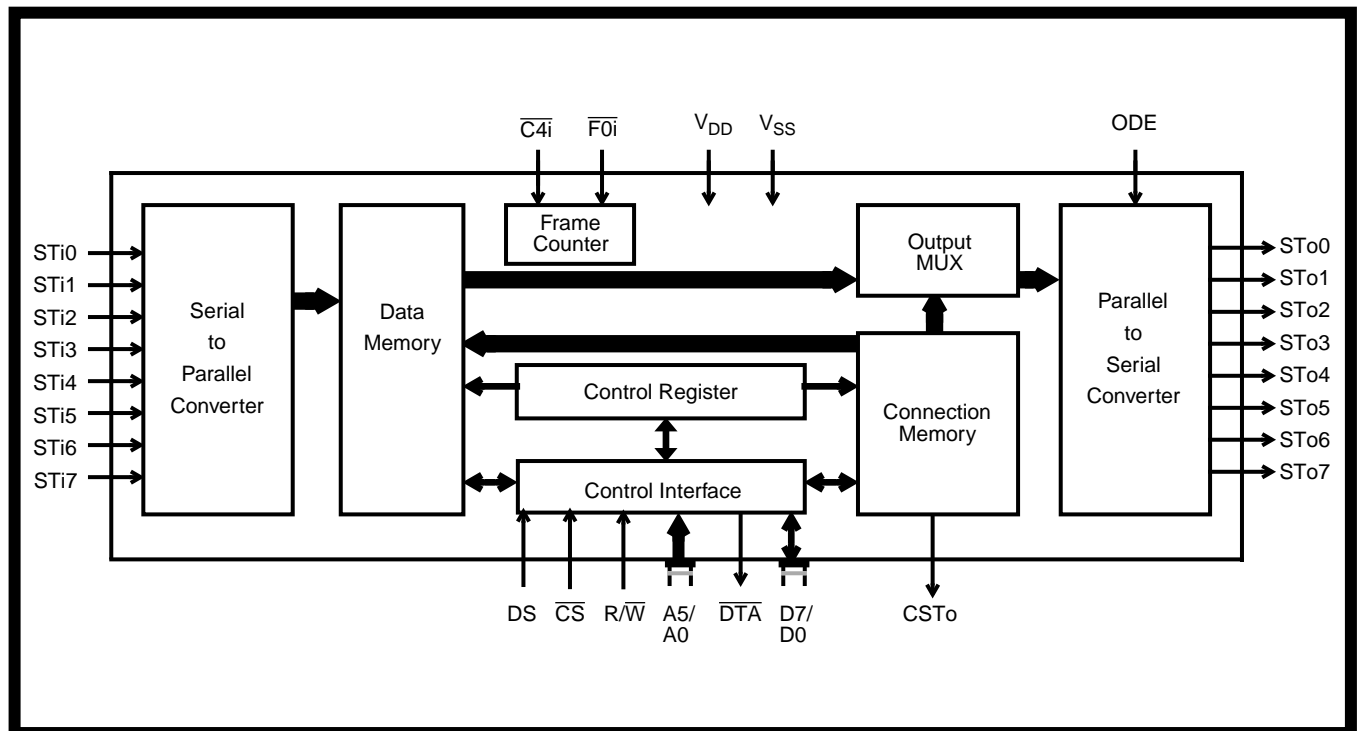 C4i
F0i
VDD
VSS
ODE
STi0
STi1
STi2
STi3
STi4
STi5
STi6
STi7
Serial
to
Parallel
Converter
Data
Memory
Frame
Counter
Control Register
Control Interface
Output
MUX
Connection
Memory
Parallel
to
Serial
Converter
STo0
STo1
STo2
STo3
STo4
STo5
STo6
STo7
DS
CS
R/W
A5/
A0
DTA
D7/
D0
CSTo